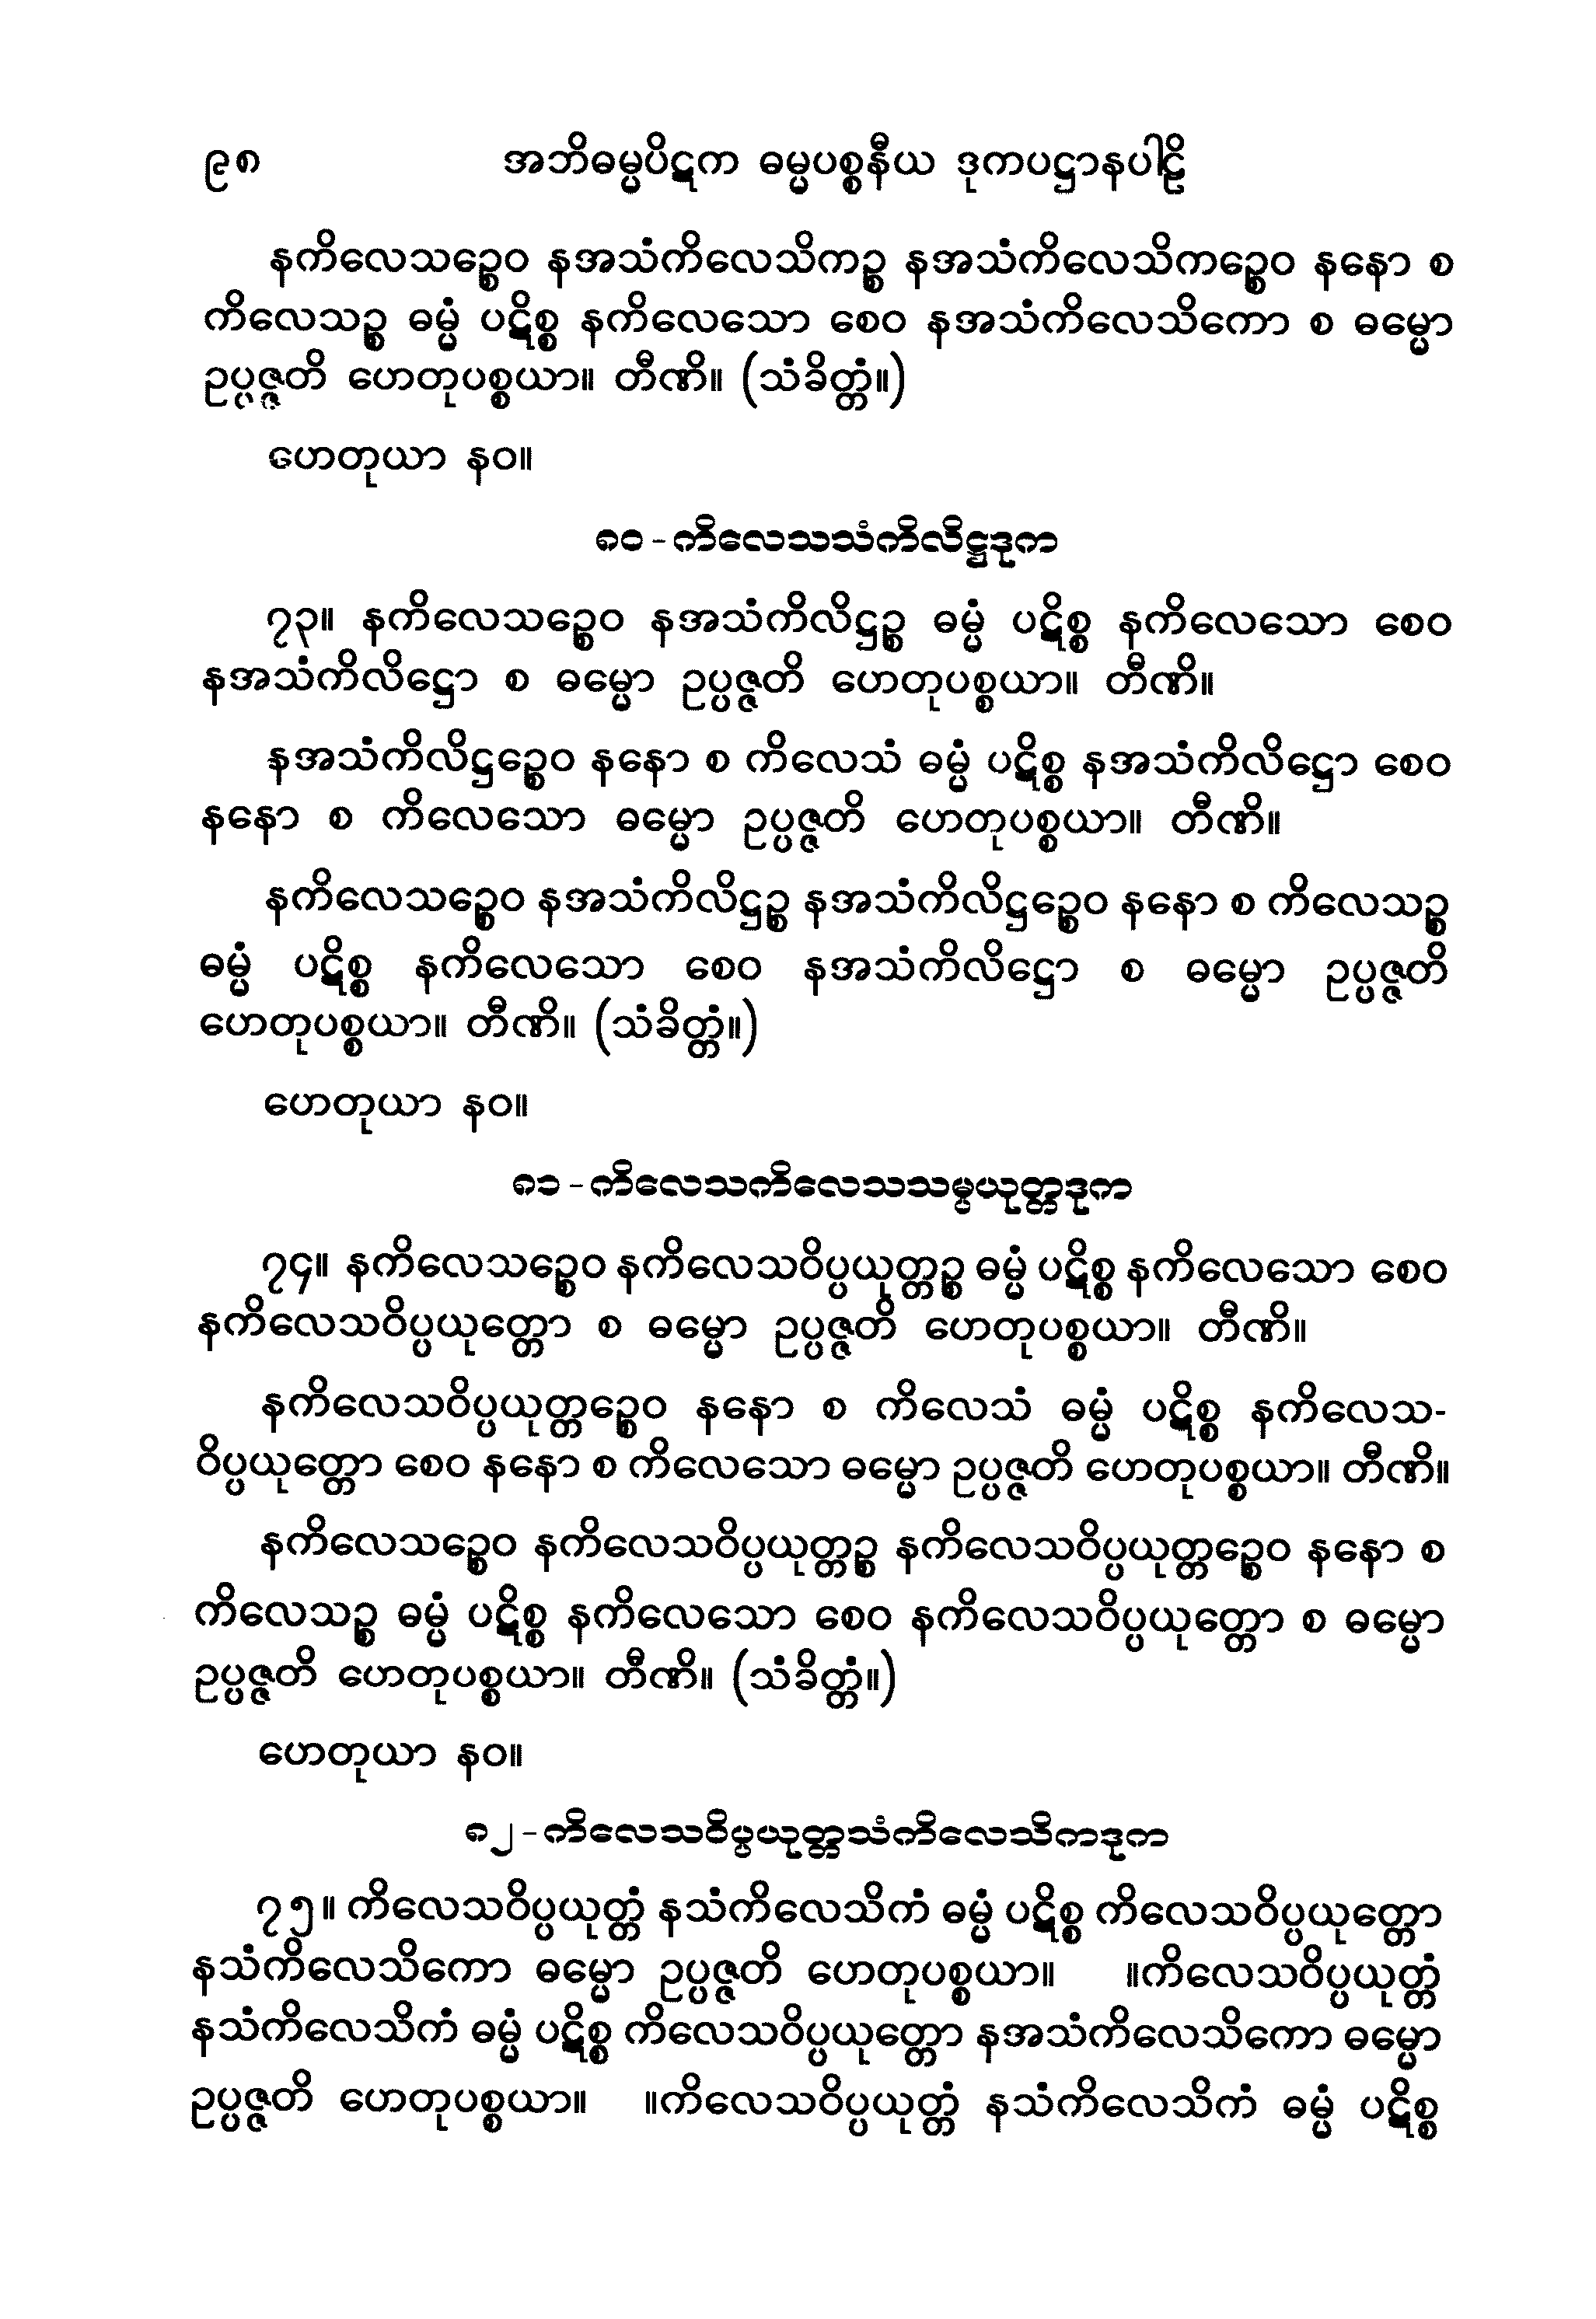 ၉၈ အဘိဓမ္မပိဋက ဓမ္မပစ္စနီယ ဒုကပဋ္ဌာနပါဠိ
နကိလေသဉ္စေဝ နအသံကိလေသိကဉ္စ နအသံကိလေသိကဉ္စေဝ နနော စ
ကိလေသဉ္စ ဓမ္မံ ပဋိစ္စ နကိလေသော စေဝ နအသံကိလေသိကော စ ဓမ္မော
ဥပ္ပဇ္ဇတိ ဟေတုပစ္စယာ။ တီဏိ။ (သံခိတ္တံ။)
ဟေတုယာ နဝ။
၈၀-ကိလေသသံကိလိဋ္ဌဒုက
၇၃။ နကိလေသဉ္စေဝ နအသံကိလိဋ္ဌဉ္စ ဓမ္မံ ပဋိစ္စ နကိလေသော စေဝ
နအသံကိလိဋ္ဌော စ ဓမ္မော ဥပ္ပဇ္ဇတိ ဟေတုပစ္စယာ။ တီဏိ။
နအသံကိလိဋ္ဌဉ္စေဝ နနော စ ကိလေသံ ဓမ္မံ ပဋိစ္စ နအသံကိလိဋ္ဌော စေဝ
နနော စ ကိလေသော ဓမ္မော ဥပ္ပဇ္ဇတိ ဟေတုပစ္စယာ။ တီဏိ။
နကိလေသဉ္စေဝ နအသံကိလိဋ္ဌဉ္စ နအသံကိလိဋ္ဌဉ္စေဝ နနော စ ကိလေသဉ္စ
ဓမ္မံ ပဋိစ္စ နကိလေသော စေဝ နအသံကိလိဋ္ဌော စ ဓမ္မော ဥပ္ပဇ္ဇတိ
ဟေတုပစ္စယာ။ တီဏိ။ (သံခိတ္တံ။)
ဟေတုယာ နဝ။
၈၁-ကိလေသကိလေသသမ္ပယုတ္တဒုက
၇၄။ နကိလေသဉ္စေဝ နကိလေသဝိပ္ပယုတ္တဉ္စ ဓမ္မံ ပဋိစ္စ နကိလေသော စေဝ
နကိလေသဝိပ္ပယုတ္တော စ ဓမ္မော ဥပ္ပဇ္ဇတိ ဟေတုပစ္စယာ။ တီဏိ။
နကိလေသဝိပ္ပယုတ္တဉ္စေဝ နနော စ ကိလေသံ ဓမ္မံ ပဋိစ္စ နကိလေသ-
ဝိပ္ပယုတ္တော စေဝ နနော စ ကိလေသော ဓမ္မော ဥပ္ပဇ္ဇတိ ဟေတုပစ္စယာ။ တီဏိ။
နကိလေသဉ္စေဝ နကိလေသဝိပ္ပယုတ္တဉ္စ နကိလေသဝိပ္ပယုတ္တဉ္စေဝ နနော စ
ကိလေသဉ္စ ဓမ္မံ ပဋိစ္စ နကိလေသော စေဝ နကိလေသဝိပ္ပယုတ္တော စ ဓမ္မော
ဥပ္ပဇ္ဇတိ ဟေတုပစ္စယာ။ တီဏိ။ (သံခိတ္တံ။)
ဟေတုယာ နဝ။
၈၂-ကိလေသဝိပ္ပယုတ္တသံကိလေသိကဒုက
၇၅။ ကိလေသဝိပ္ပယုတ္တံ နသံကိလေသိကံ ဓမ္မံ ပဋိစ္စ ကိလေသဝိပ္ပယုတ္တော
နသံကိလေသိကော ဓမ္မော ဥပ္ပဇ္ဇတိ ဟေတုပစ္စယာ။ ။ကိလေသဝိပ္ပယုတ္တံ
နသံကိလေသိကံ ဓမ္မံ ပဋိစ္စ ကိလေသဝိပ္ပယုတ္တော နအသံကိလေသိကော ဓမ္မော
ဥပ္ပဇ္ဇတိ ဟေတုပစ္စယာ။ ။ကိလေသဝိပ္ပယုတ္တံ နသံကိလေသိကံ ဓမ္မံ ပဋိစ္စ